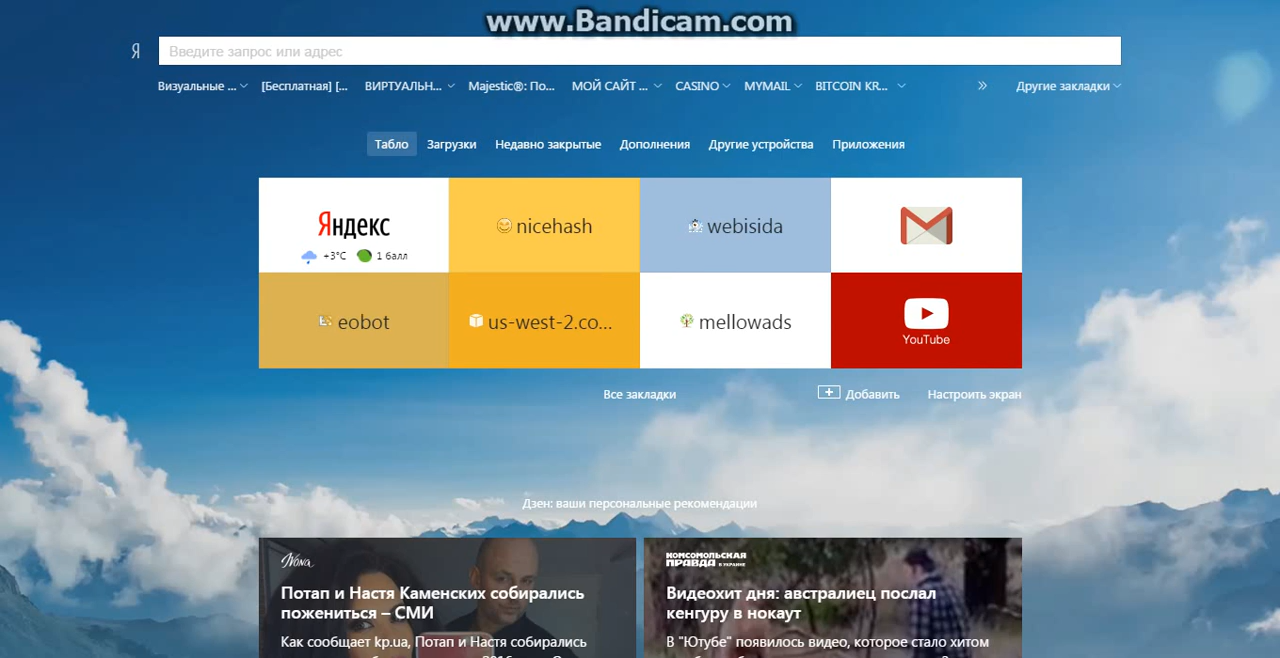 www.Bandicam.com
Я
Введите запрос или адрес
Визуальные ... [Бесплатная] [... ВИРТУАЛЬН... Majestic®: По... МОЙ САЙТ ... CASINO MYMAIL BITCOIN KR... » Другие закладки
Табло Загрузки Недавно закрытые Дополнения Другие устройства Приложения
Яндекс
+3°C 1 балл
nicehash
webisida
eobot
us-west-2.co...
mellowads
YouTube
Все закладки Добавить Настроить экран
Дзен: ваши персональные рекомендации
Nona
Потап и Настя Каменских собирались
пожениться – СМИ
Как сообщает kp.ua, Потап и Настя собирались
КОМСОМОЛЬСКАЯ
ПРАВДА В УКРАИНЕ
Видеохит дня: австралиец послал
кенгуру в нокаут
В "Ютубе" появилось видео, которое стало хитом